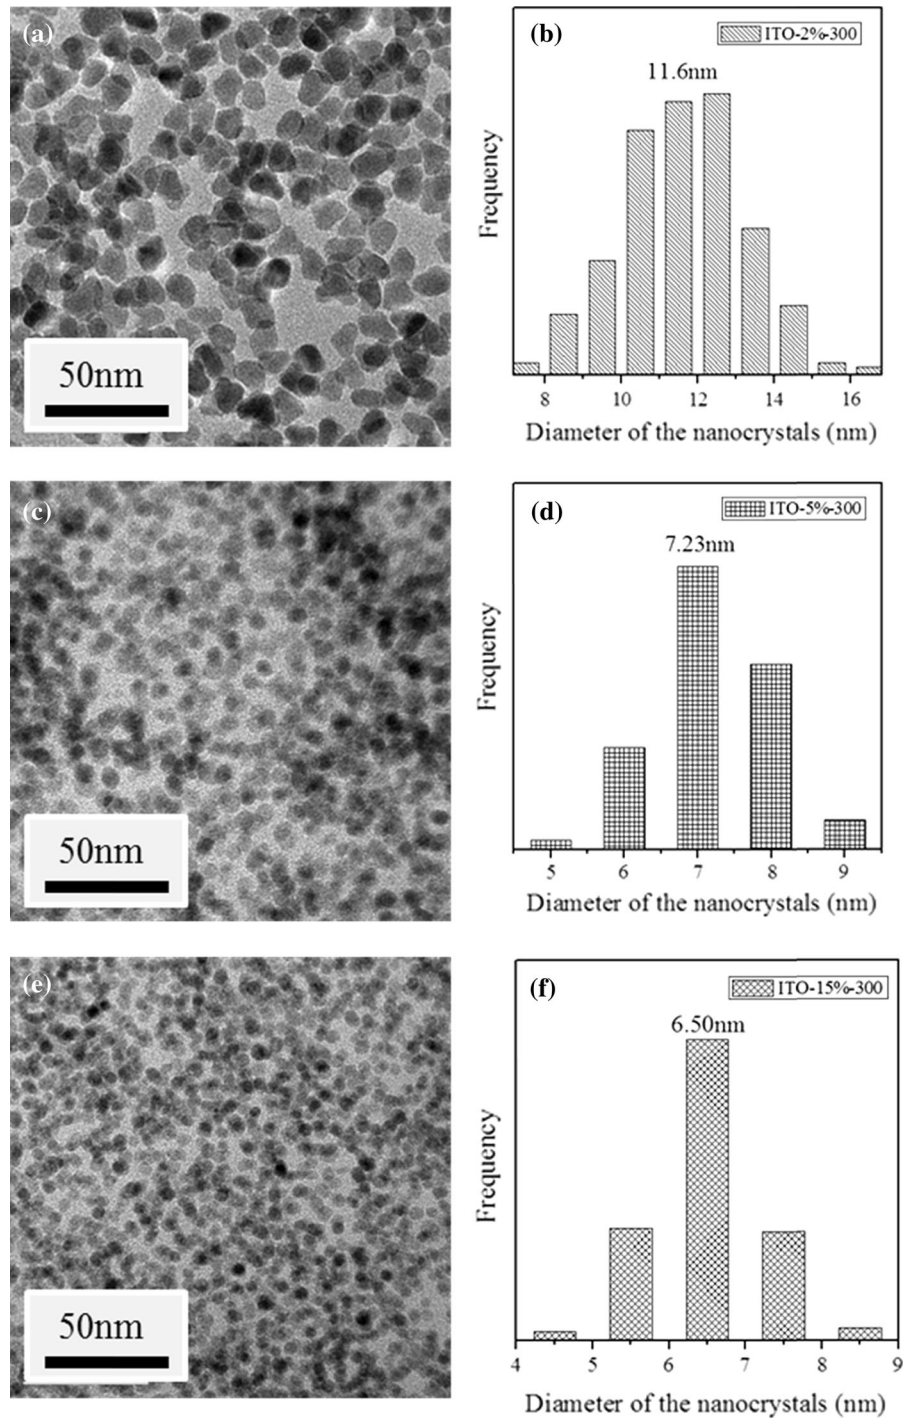 (a)
50nm
(b)
ITO-2%-300
11.6nm
Frequency
8 10 12 14 16
Diameter of the nanocrystals (nm)
(c)
50nm
(d)
ITO-5%-300
7.23nm
Frequency
5 6 7 8 9
Diameter of the nanocrystals (nm)
(e)
50nm
(f)
ITO-15%-300
6.50nm
Frequency
4 5 6 7 8 9
Diameter of the nanocrystals (nm)